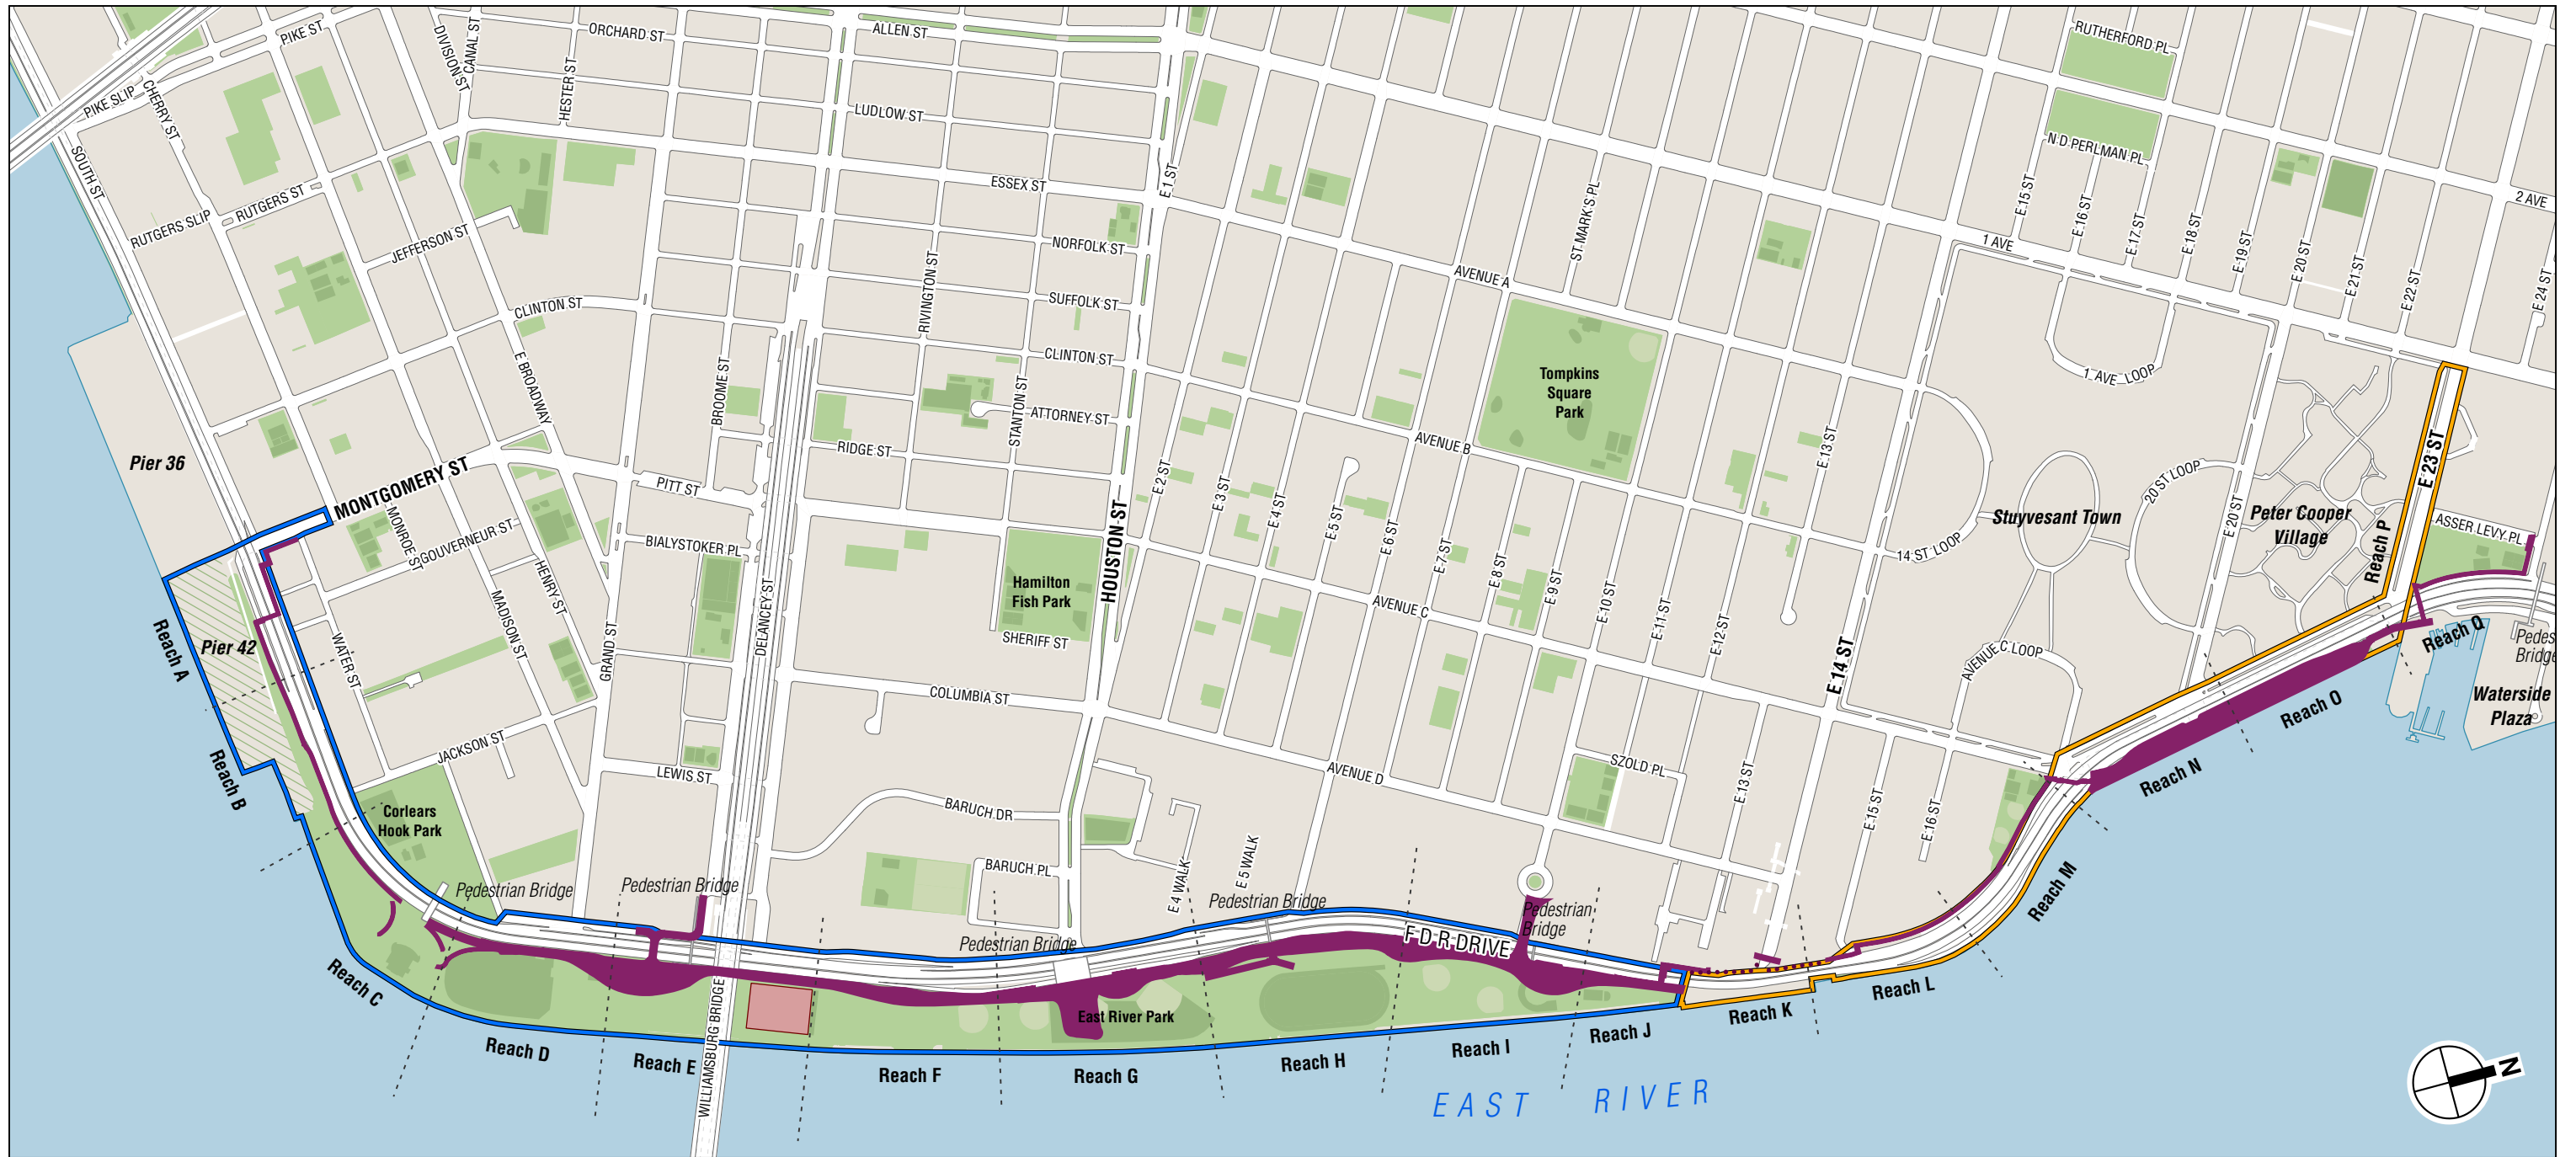 PIKE ST
DIVISION ST
CANAL ST
ORCHARD ST
ALLEN ST
RUTHERFORD PL
PIKE SLIP
CHERRY ST
HESTER ST
LUDLOW ST
N D PERLMAN PL
SOUTH ST
ESSEX ST
E 1 ST
ST MARK'S PL
E 15 ST
E 16 ST
E 17 ST
E 18 ST
E 19 ST
E 20 ST
E 21 ST
E 22 ST
E 24 ST
2 AVE
RUTGERS SLIP
RUTGERS ST
JEFFERSON ST
NORFOLK ST
1 AVE
AVENUE A
CLINTON ST
RIVINGTON ST
SUFFOLK ST
E BROADWAY
BROOME ST
CLINTON ST
1 AVE LOOP
Tompkins
Square
Park
STANTON ST
ATTORNEY ST
AVENUE B
RIDGE ST
E 13 ST
E 23 ST
Pier 36
MONTGOMERY ST
PITT ST
E 2 ST
E 3 ST
E 4 ST
E 5 ST
E 6 ST
E 7 ST
E 8 ST
E 9 ST
E 10 ST
E 11 ST
E 12 ST
20 ST LOOP
E 20 ST
Stuyvesant Town
Peter Cooper
Village
ASSER LEVY PL
MONROE ST
GOUVERNEUR ST
BIALYSTOKER PL
HOUSTON ST
14 ST LOOP
Reach P
HENRY ST
MADISON ST
Hamilton
Fish Park
AVENUE C
DELANCEY ST
SHERIFF ST
Reach A
Pier 42
WATER ST
GRAND ST
E 14 ST
AVENUE C LOOP
Reach Q
Pedes
Bridge
COLUMBIA ST
Waterside
Plaza
Reach O
JACKSON ST
LEWIS ST
AVENUE D
SZOLD PL
E 13 ST
Reach B
Reach N
BARUCH DR
E 15 ST
E 16 ST
Corlears
Hook Park
BARUCH PL
E 4 WALK
E 5 WALK
Pedestrian Bridge
Pedestrian Bridge
Pedestrian Bridge
Pedestrian
Bridge
Reach M
Pedestrian Bridge
F D R DRIVE
Reach C
WILLIAMSBURG BRIDGE
East River Park
Reach L
Reach K
Reach J
Reach D
Reach E
Reach F
Reach G
Reach H
Reach I
EAST RIVER
N